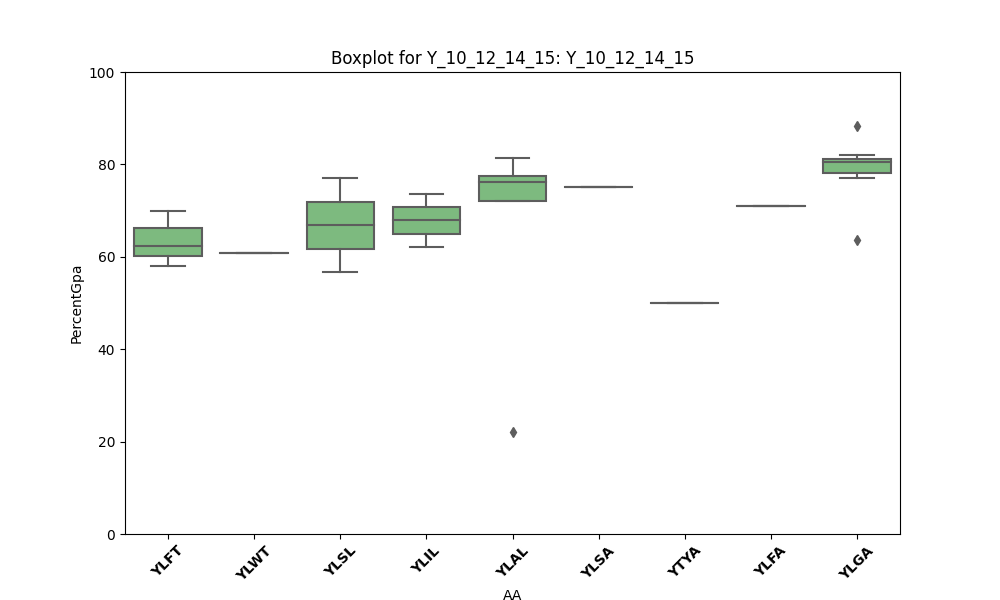 Boxplot for Y_10_12_14_15: Y_10_12_14_15
100
80
60
40
20
0
PercentGpa
YLFT
YLWT
YLSL
YLIL
YLAL
YLSA
YTYA
YLFA
YLGA
AA